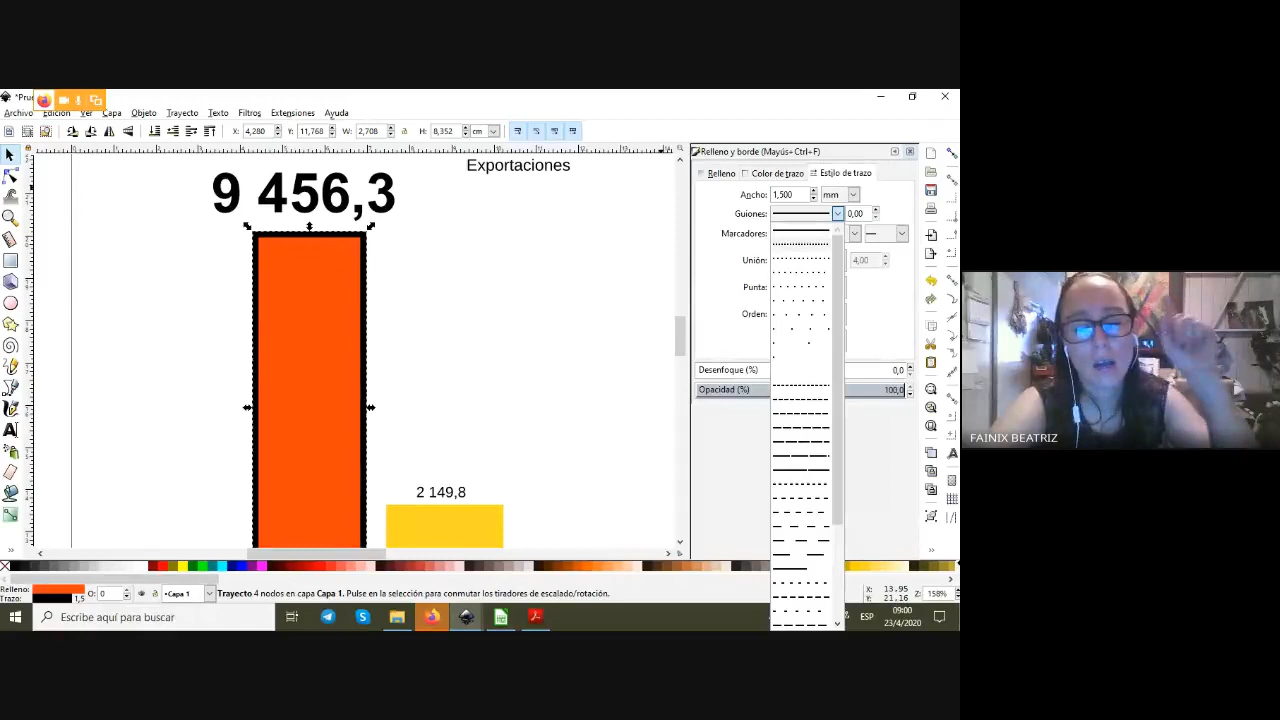 *Pru
Archivo Edición Ver Capa Objeto Trayecto Texto Filtros Extensiones Ayuda
X: 4,280 Y: 11,768 W: 2,708 H: 8,352 cm
Exportaciones
9 456,3
2 149,8
Relleno y borde (Mayús+Ctrl+F)
Relleno Color de trazo Estilo de trazo
Ancho: 1,500 mm
Guiones: 0,00
Marcadores:
Unión: 4,00
Punta:
Orden:
Desenfoque (%) 0,0
Opacidad (%) 100,0
FAINIX BEATRIZ
Relleno:
Trazo: 1,5
O: 0
•Capa 1
Trayecto 4 nodos en capa Capa 1. Pulse en la selección para conmutar los tiradores de escalado/rotación.
X: 13.95
Y: 21.16
Z: 158%
Escribe aquí para buscar
ESP
09:00
23/4/2020